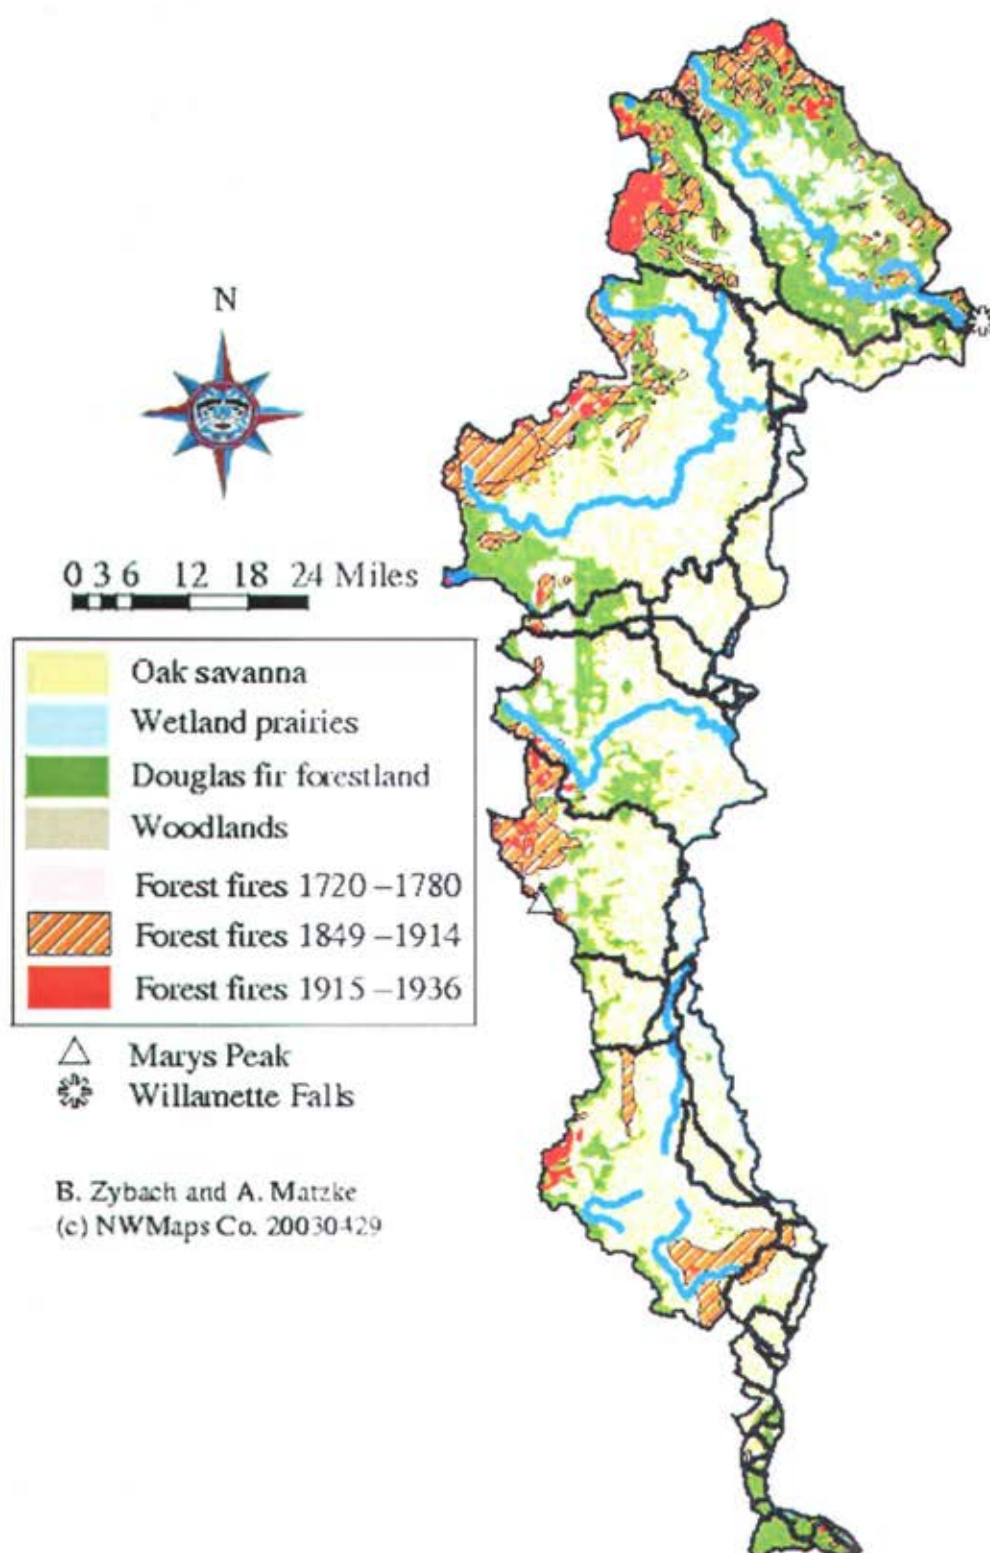 N
0 3 6 12 18 24 Miles
Oak savanna
Wetland prairies
Douglas fir forestland
Woodlands
Forest fires 1720 –1780
Forest fires 1849 –1914
Forest fires 1915 –1936
Marys Peak
Willamette Falls
B. Zybach and A. Matzke
(c) NWMaps Co. 20030429